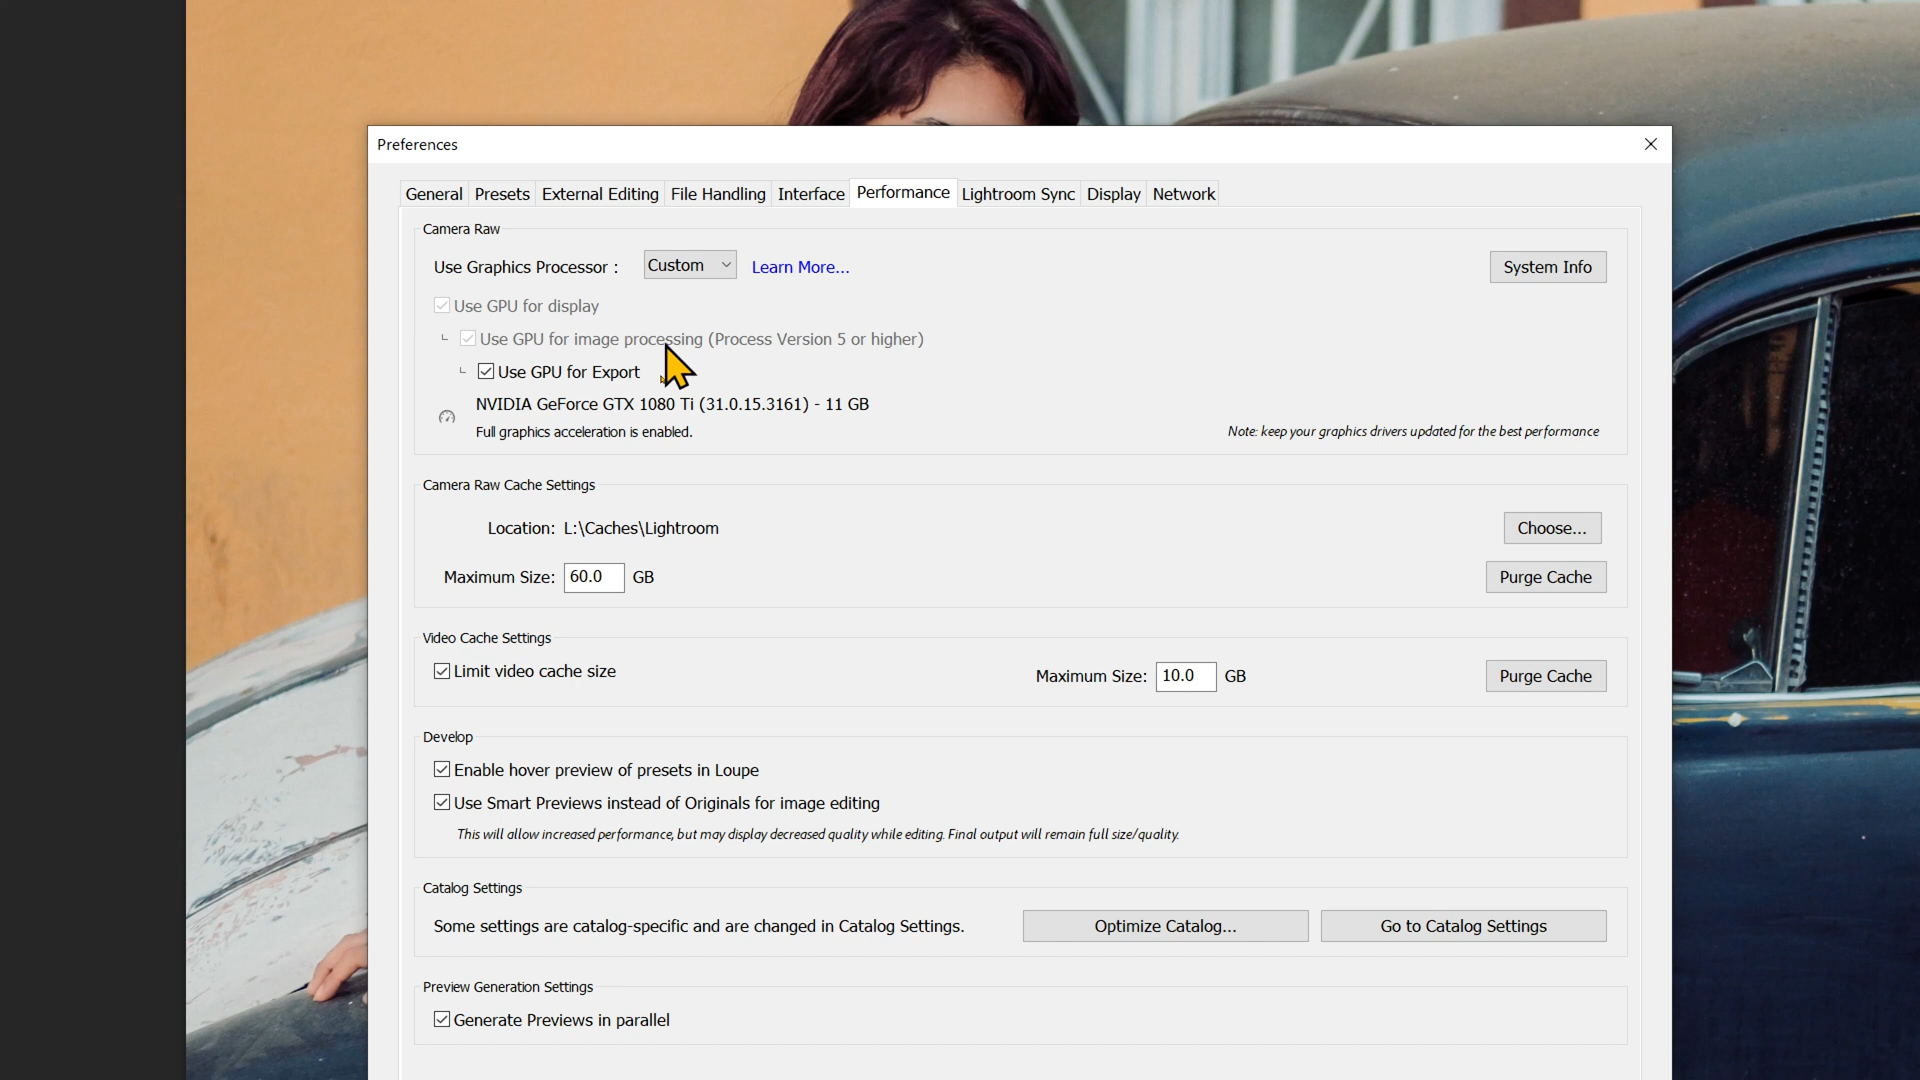 Preferences
General Presets External Editing File Handling Interface Performance Lightroom Sync Display Network
Camera Raw
Use Graphics Processor : Custom Learn More... System Info
Use GPU for display
Use GPU for image processing (Process Version 5 or higher)
Use GPU for Export
NVIDIA GeForce GTX 1080 Ti (31.0.15.3161) - 11 GB
Full graphics acceleration is enabled. Note: keep your graphics drivers updated for the best performance
Camera Raw Cache Settings
Location: L:\Caches\Lightroom Choose...
Maximum Size: 60.0 GB Purge Cache
Video Cache Settings
Limit video cache size Maximum Size: 10.0 GB Purge Cache
Develop
Enable hover preview of presets in Loupe
Use Smart Previews instead of Originals for image editing
This will allow increased performance, but may display decreased quality while editing. Final output will remain full size/quality.
Catalog Settings
Some settings are catalog-specific and are changed in Catalog Settings. Optimize Catalog... Go to Catalog Settings
Preview Generation Settings
Generate Previews in parallel